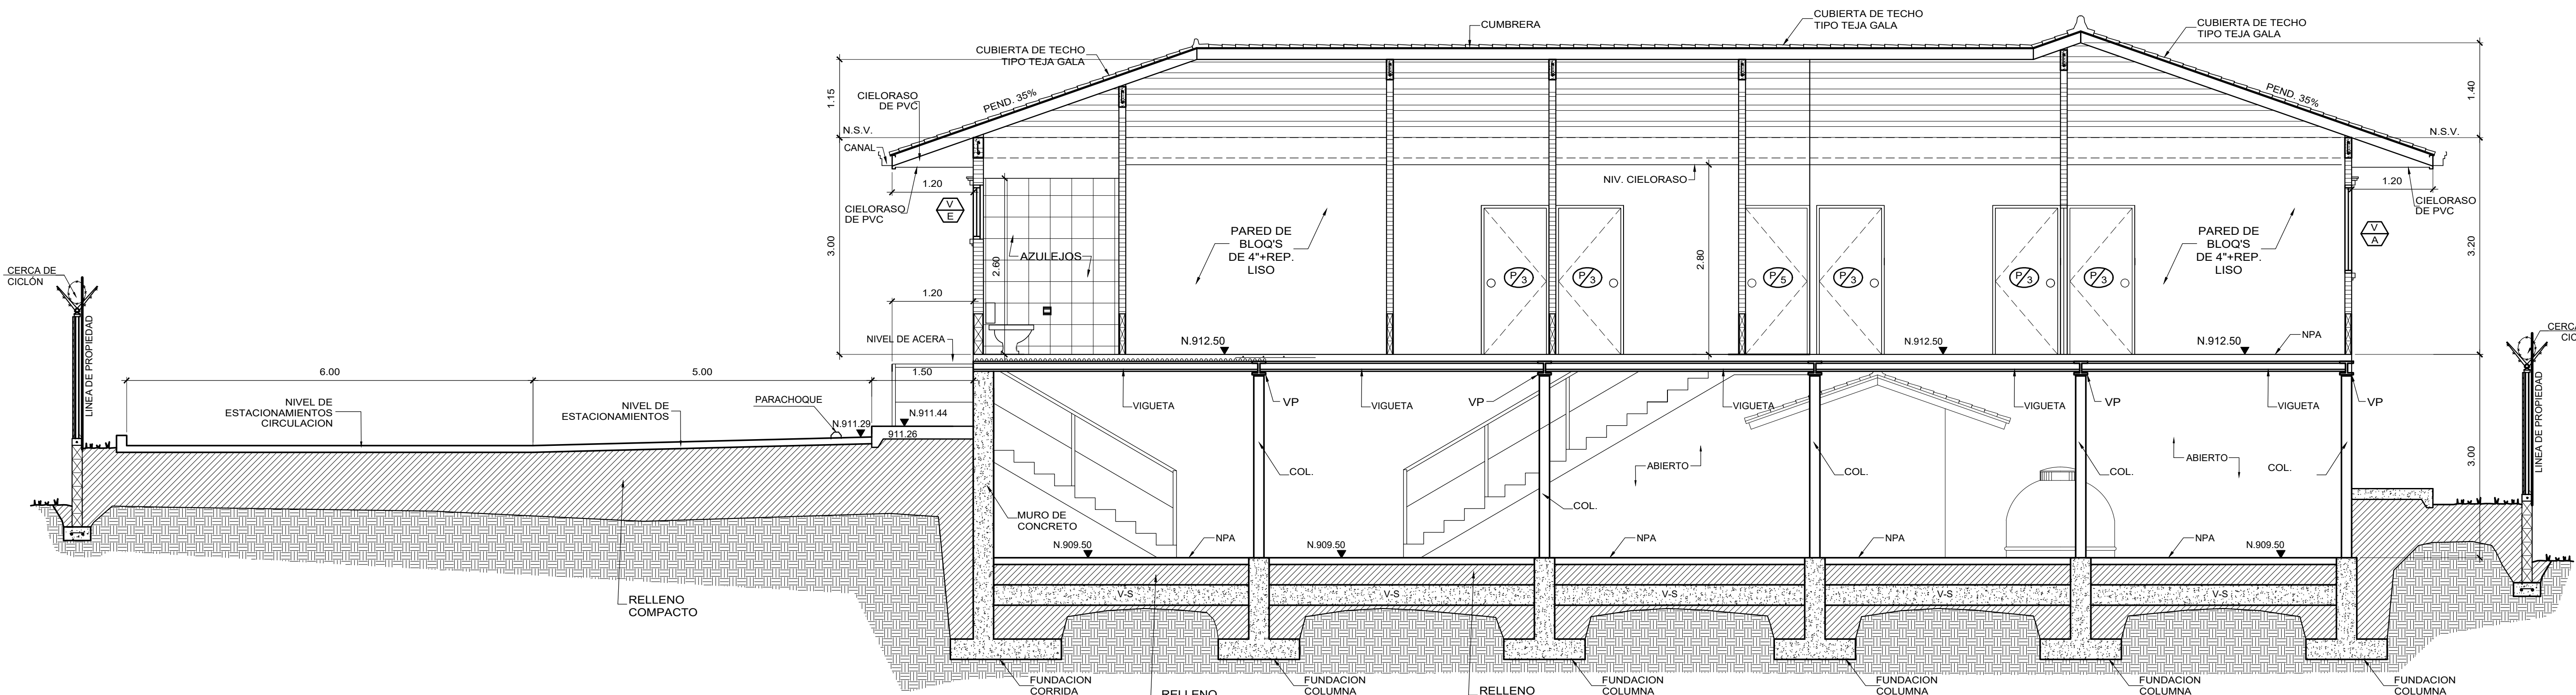 CUMBRERA
CUBIERTA DE TECHO
TIPO TEJA GALA
CUBIERTA DE TECHO
TIPO TEJA GALA
CUBIERTA DE TECHO
TIPO TEJA GALA
1.15
CIELORASO
DE PVC
PEND. 35%
PEND. 35%
1.40
N.S.V.
CANAL
N.S.V.
1.20
NIV. CIELORASO
1.20
CIELORASO
DE PVC
V
E
CIELORASO
DE PVC
3.00
2.60
AZULEJOS
PARED DE
BLOQ'S
DE 4"+REP.
LISO
2.80
PARED DE
BLOQ'S
DE 4"+REP.
LISO
V
A
3.20
P/3
P/3
P/5
P/3
P/3
P/3
CERCA DE
CICLÓN
LINEA DE PROPIEDAD
1.20
NIVEL DE ACERA
N.912.50
N.912.50
N.912.50
NPA
LINEA DE PROPIEDAD
6.00
5.00
1.50
NIVEL DE
ESTACIONAMIENTOS
CIRCULACION
NIVEL DE
ESTACIONAMIENTOS
PARACHOQUE
N.911.29
N.911.44
911.26
VIGUETA
VP
VIGUETA
VP
VIGUETA
VIGUETA
VP
VIGUETA
VP
COL.
ABIERTO
COL.
COL.
ABIERTO
COL.
3.00
MURO DE
CONCRETO
COL.
N.909.50
NPA
N.909.50
NPA
NPA
NPA
N.909.50
RELLENO
COMPACTO
V-S
V-S
V-S
V-S
V-S
FUNDACION
CORRIDA
RELLENO
FUNDACION
COLUMNA
RELLENO
FUNDACION
COLUMNA
FUNDACION
COLUMNA
FUNDACION
COLUMNA
FUNDACION
COLUMNA